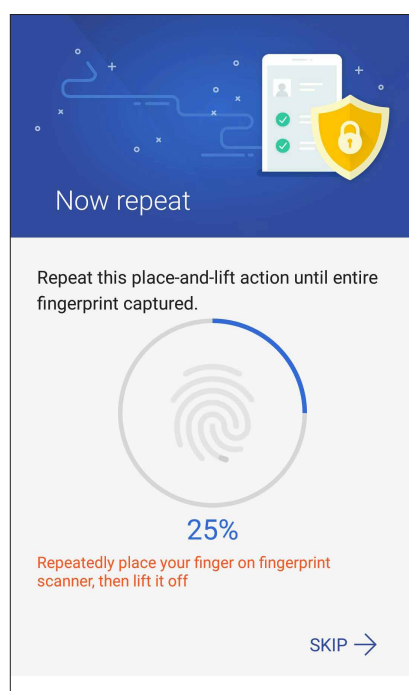 Now repeat
Repeat this place-and-lift action until entire
fingerprint captured.
25%
Repeatedly place your finger on fingerprint
scanner, then lift it off
SKIP